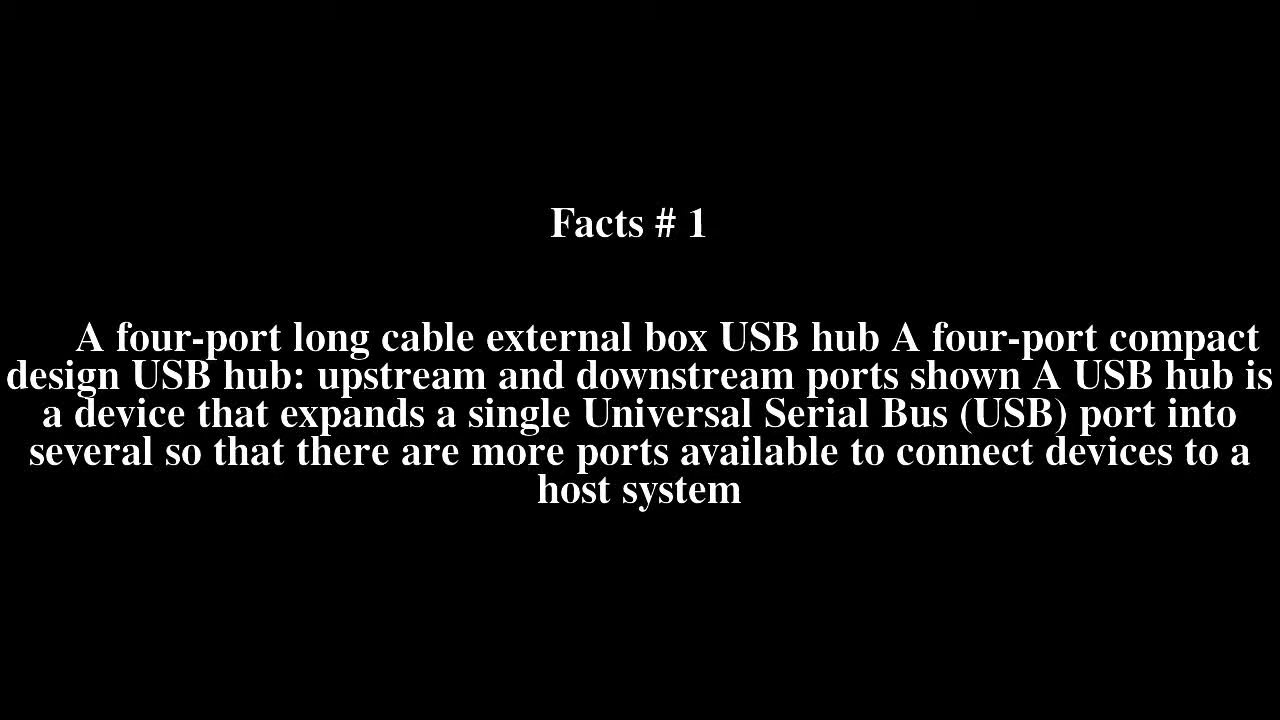 Facts # 1
A four-port long cable external box USB hub A four-port compact
design USB hub: upstream and downstream ports shown A USB hub is
a device that expands a single Universal Serial Bus (USB) port into
several so that there are more ports available to connect devices to a
host system